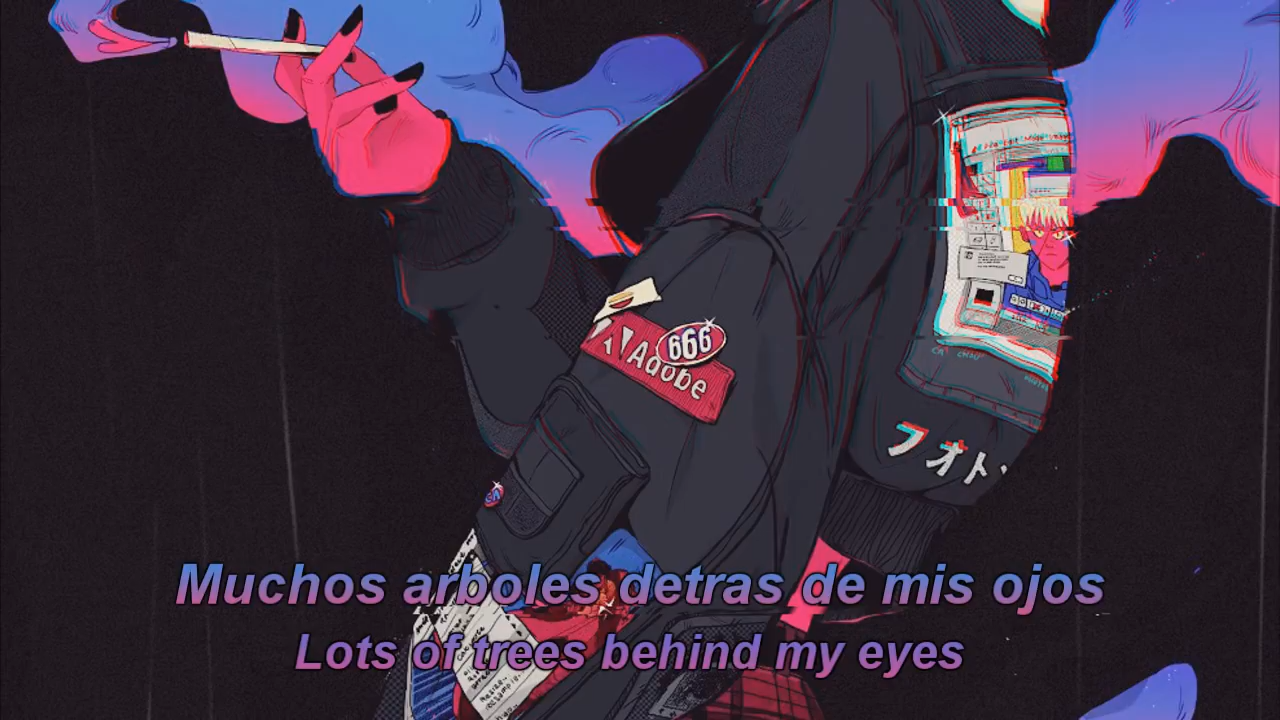 666
Adobe
フォト
Muchos arboles detras de mis ojos
Lots of trees behind my eyes